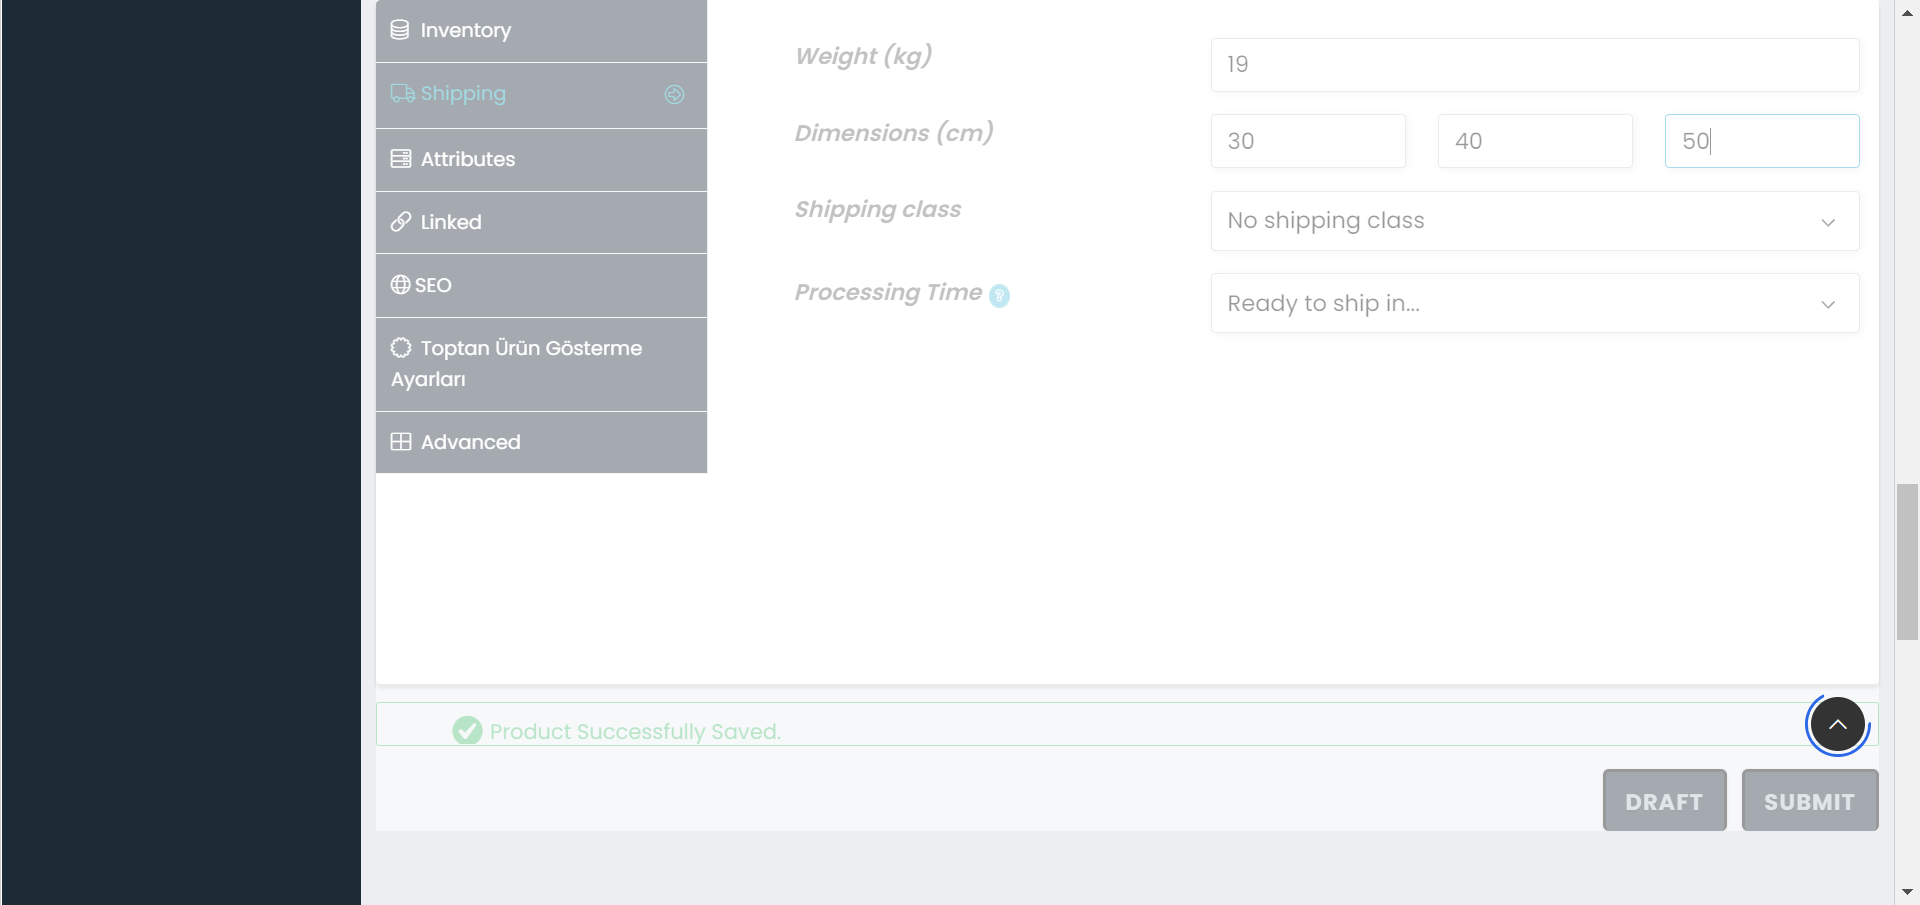 Inventory
Shipping
Attributes
Linked
SEO
Toptan Ürün Gösterme
Ayarları
Advanced
Weight (kg)
19
Dimensions (cm)
30 40 50
Shipping class
No shipping class
Processing Time ?
Ready to ship in...
Product Successfully Saved.
DRAFT SUBMIT